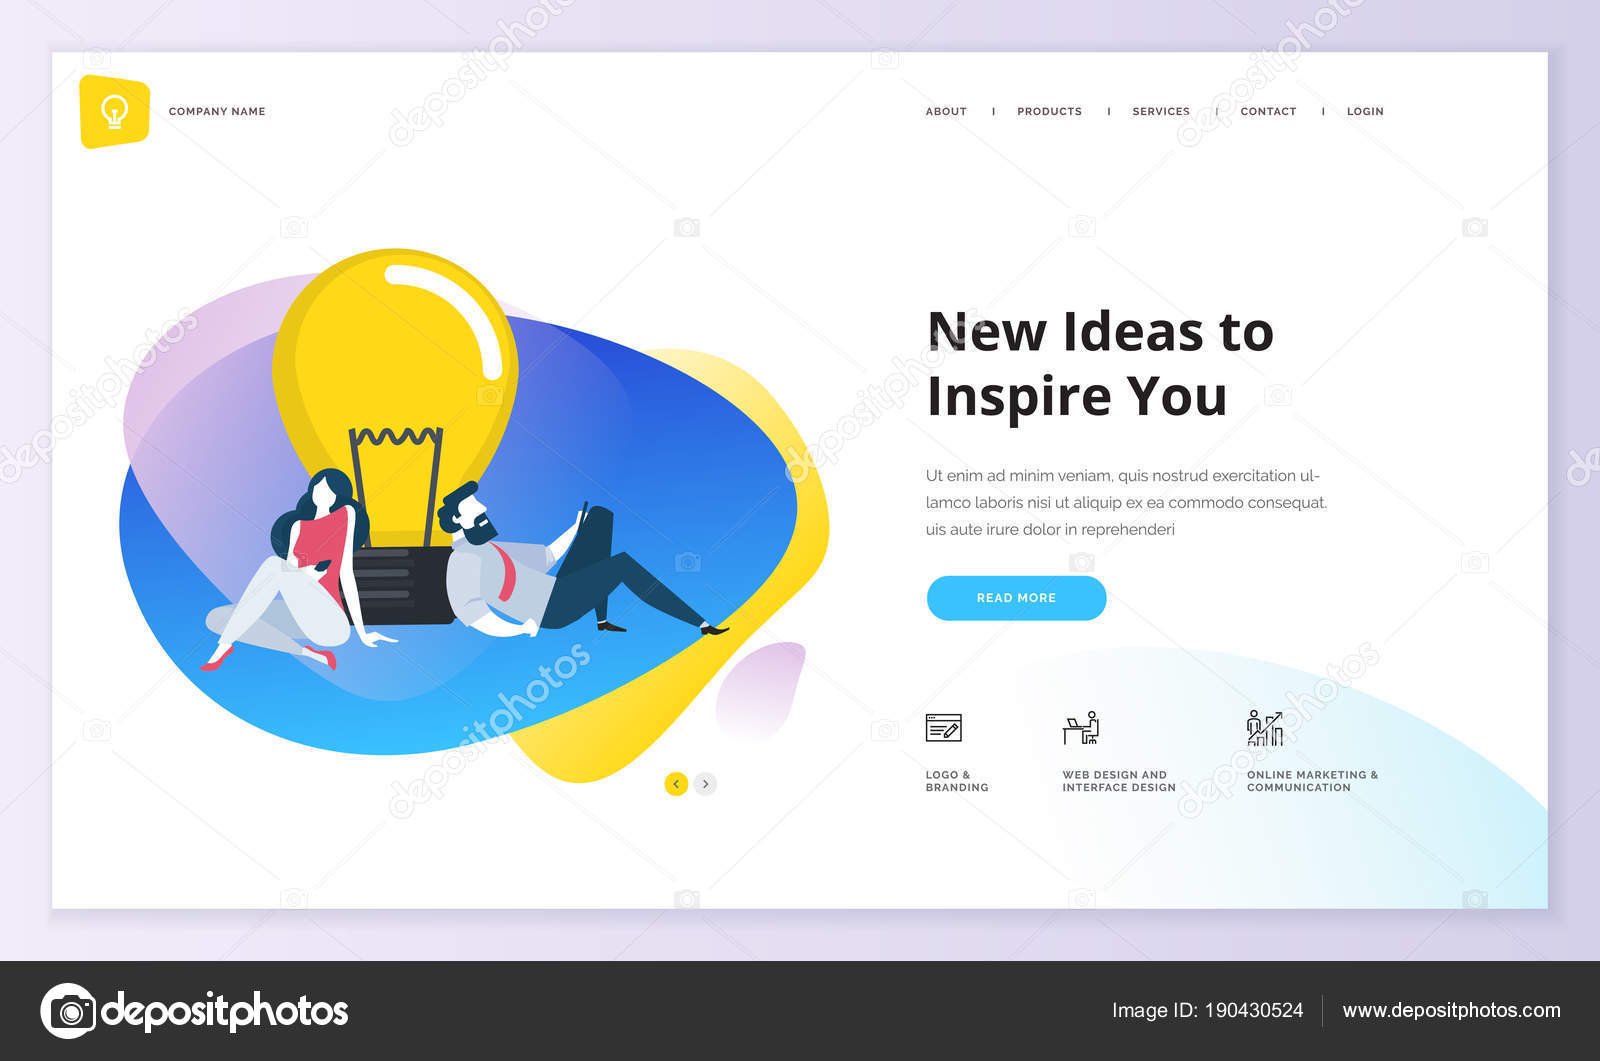 COMPANY NAME
ABOUT I PRODUCTS I SERVICES I CONTACT I LOGIN
New Ideas to
Inspire You
Ut enim ad minim veniam, quis nostrud exercitation ul-
lamco laboris nisi ut aliquip ex ea commodo consequat.
uis aute irure dolor in reprehenderi
READ MORE
LOGO &
BRANDING
WEB DESIGN AND
INTERFACE DESIGN
ONLINE MARKETING &
COMMUNICATION
depositphotos
Image ID: 190430524
www.depositphotos.com